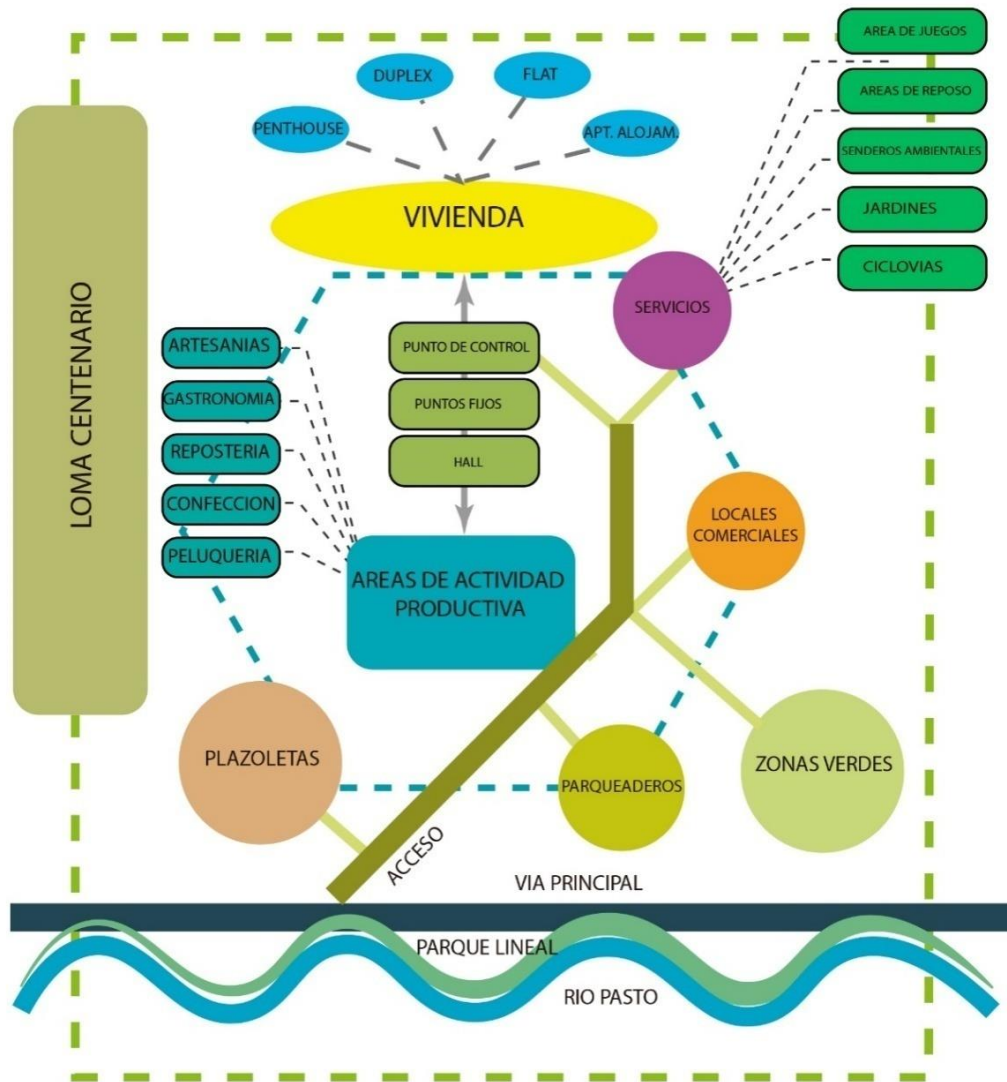 AREA DE JUEGOS
DUPLEX
FLAT
AREAS DE REPOSO
PENTHOUSE
APT. ALOJAM.
SENDEROS AMBIENTALES
VIVIENDA
JARDINES
CICLOVIAS
SERVICIOS
LOMA CENTENARIO
ARTESANIAS
PUNTO DE CONTROL
GASTRONOMIA
PUNTOS FIJOS
REPOSTERIA
HALL
CONFECCION
LOCALES
COMERCIALES
PELUQUERIA
AREAS DE ACTIVIDAD
PRODUCTIVA
PLAZOLETAS
PARQUEADEROS
ZONAS VERDES
ACCESO
VIA PRINCIPAL
PARQUE LINEAL
RIO PASTO